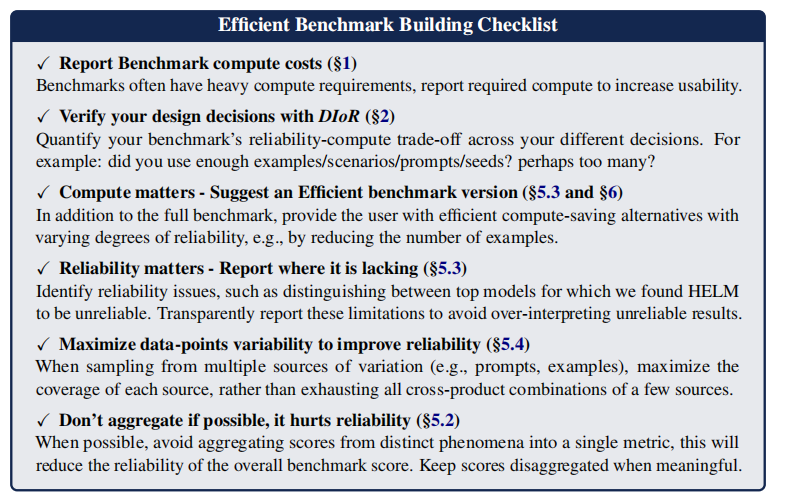 Efficient Benchmark Building Checklist
✓ Report Benchmark compute costs (§1)
Benchmarks often have heavy compute requirements, report required compute to increase usability.
✓ Verify your design decisions with DIoR (§2)
Quantify your benchmark's reliability-compute trade-off across your different decisions. For
example: did you use enough examples/scenarios/prompts/seeds? perhaps too many?
✓ Compute matters - Suggest an Efficient benchmark version (§5.3 and §6)
In addition to the full benchmark, provide the user with efficient compute-saving alternatives with
varying degrees of reliability, e.g., by reducing the number of examples.
✓ Reliability matters - Report where it is lacking (§5.3)
Identify reliability issues, such as distinguishing between top models for which we found HELM
to be unreliable. Transparently report these limitations to avoid over-interpreting unreliable results.
✓ Maximize data-points variability to improve reliability (§5.4)
When sampling from multiple sources of variation (e.g., prompts, examples), maximize the
coverage of each source, rather than exhausting all cross-product combinations of a few sources.
✓ Don't aggregate if possible, it hurts reliability (§5.2)
When possible, avoid aggregating scores from distinct phenomena into a single metric, this will
reduce the reliability of the overall benchmark score. Keep scores disaggregated when meaningful.